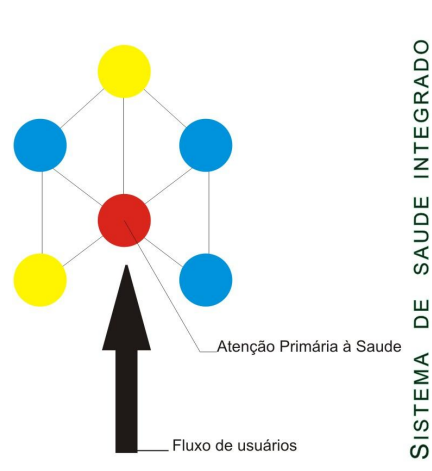 Atenção Primária à Saude
Fluxo de usuários
SISTEMA DE SAUDE INTEGRADO